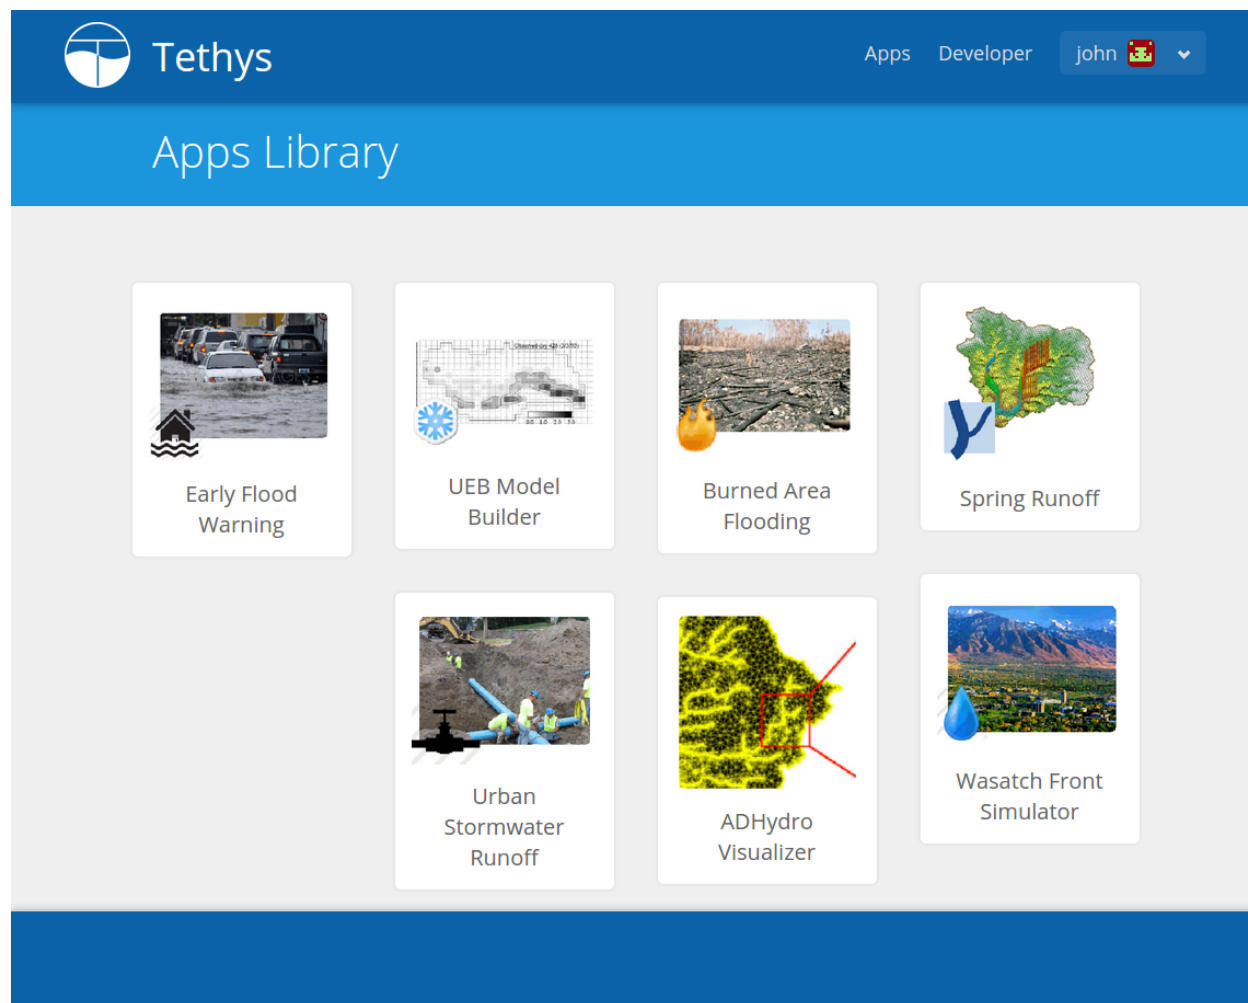 Tethys
Apps
Developer
john
Apps Library
Early Flood
Warning
UEB Model
Builder
Burned Area
Flooding
Spring Runoff
Urban
Stormwater
Runoff
ADHydro
Visualizer
Wasatch Front
Simulator